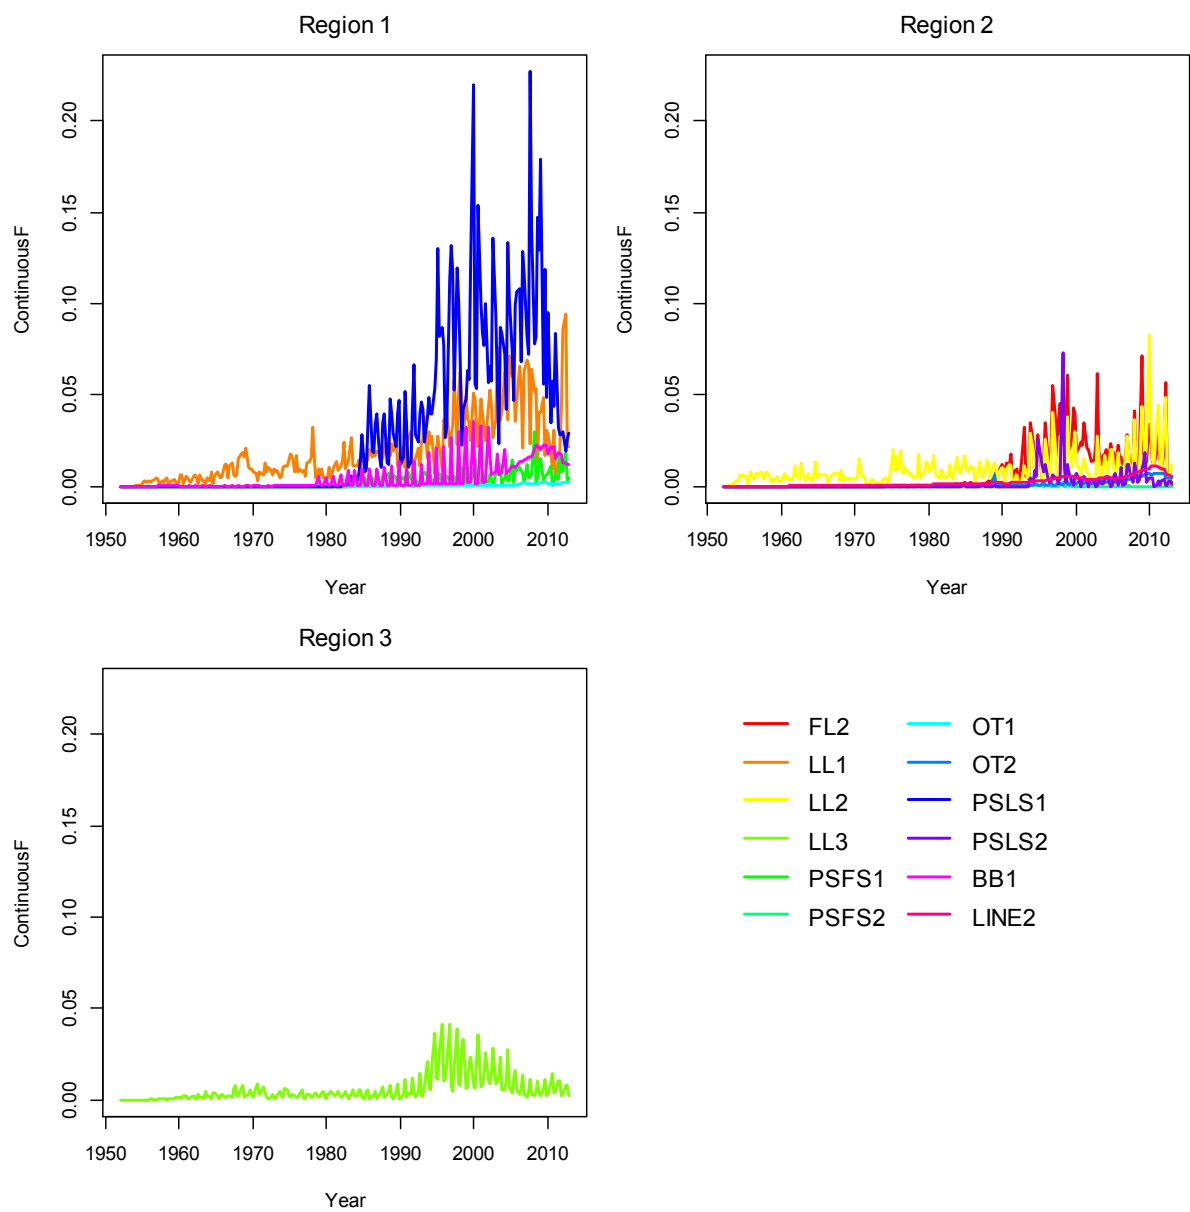 Region 1
ContinuousF
0.00 0.05 0.10 0.15 0.20
1950 1960 1970 1980 1990 2000 2010
Year
Region 2
ContinuousF
0.00 0.05 0.10 0.15 0.20
1950 1960 1970 1980 1990 2000 2010
Year
Region 3
ContinuousF
0.00 0.05 0.10 0.15 0.20
1950 1960 1970 1980 1990 2000 2010
Year
FL2
LL1
LL2
LL3
PSFS1
PSFS2
OT1
OT2
PSLS1
PSLS2
BB1
LINE2